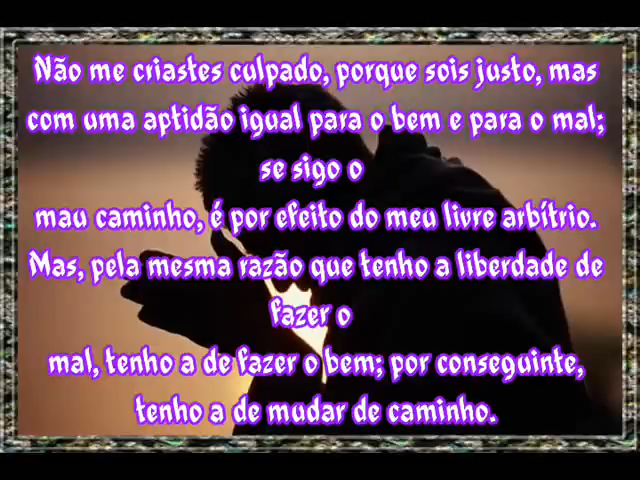 Não me criastes culpado, porque sois justo, mas
com uma aptidão igual para o bem e para o mal;
se sigo o
mau caminho, é por efeito do meu livre arbítrio.
Mas, pela mesma razão que tenho a liberdade de
fazer o
mal, tenho a de fazer o bem; por conseguinte,
tenho a de mudar de caminho.